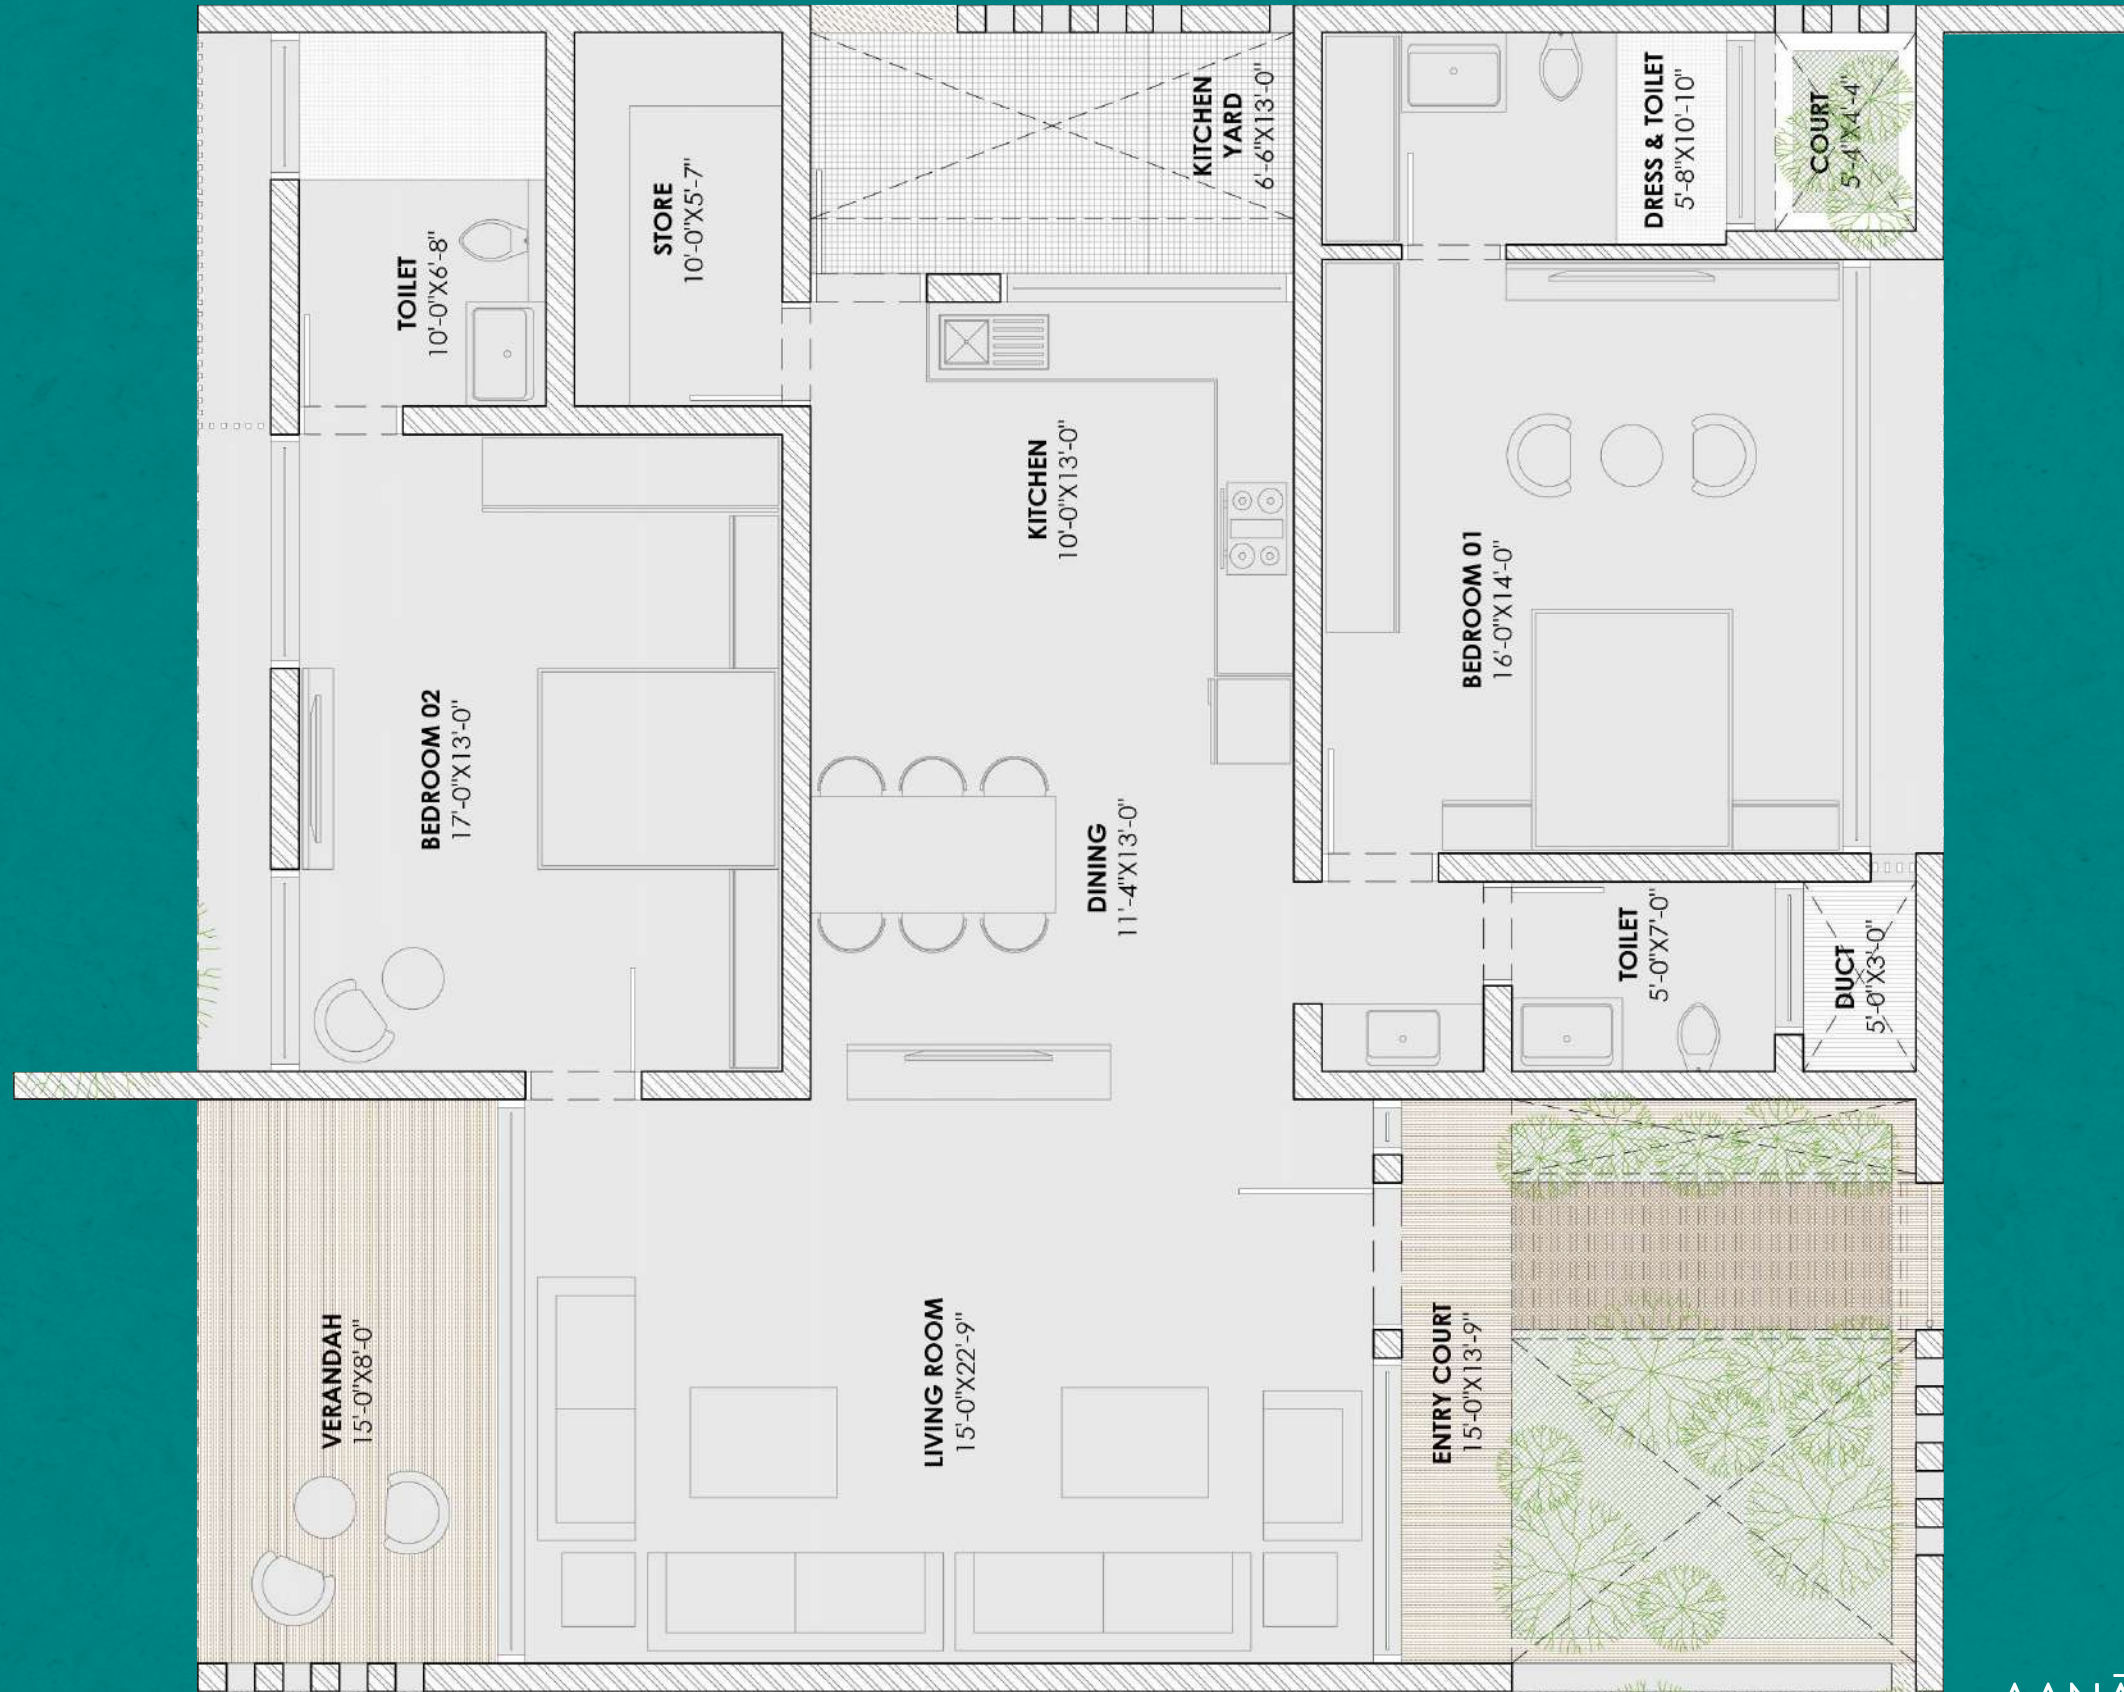 TOILET
10'-0"X6'-8"
STORE
10'-0"X5'-7"
KITCHEN
YARD
6'-6"X13'-0"
DRESS & TOILET
5'-8"X10'-10"
COURT
5'-4"X4'-4"
BEDROOM 02
17'-0"X13'-0"
KITCHEN
10'-0"X13'-0"
BEDROOM 01
16'-0"X14'-0"
DINING
11'-4"X13'-0"
TOILET
5'-0"X7'-0"
DUCT
5'-0"X3'-0"
VERANDAH
15'-0"X8'-0"
LIVING ROOM
15'-0"X22'-9"
ENTRY COURT
15'-0"X13'-9"